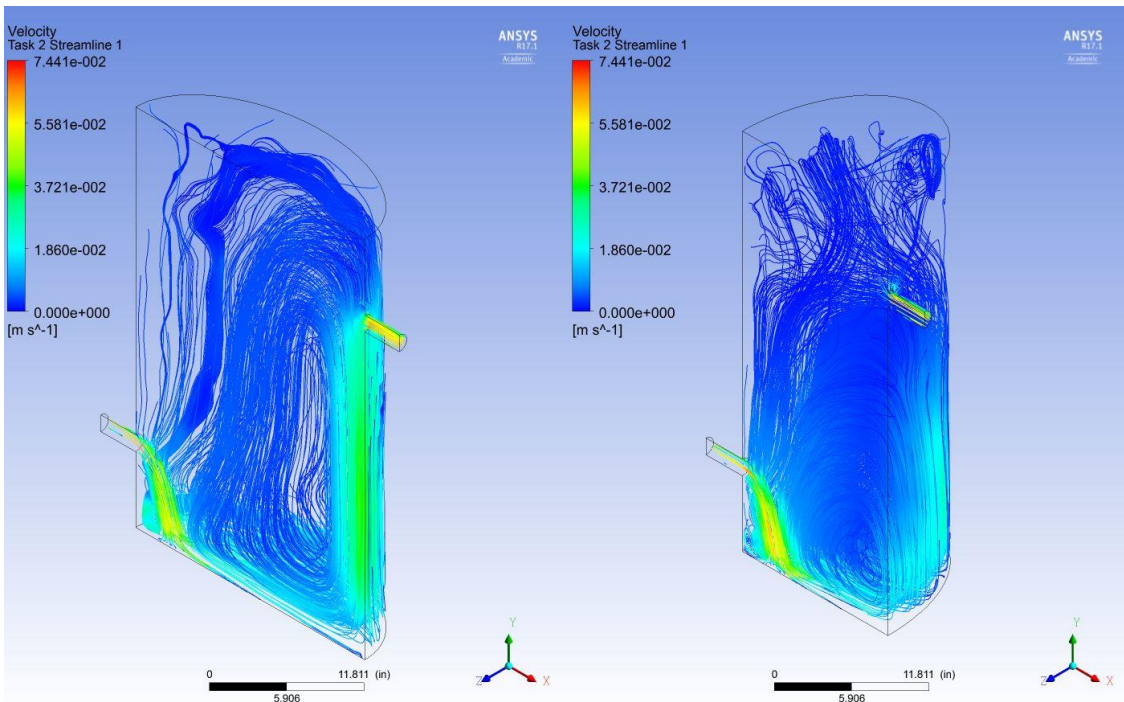 Velocity
Task 2 Streamline 1
7.441e-002
5.581e-002
3.721e-002
1.860e-002
0.000e+000
[m s^-1]
ANSYS
R17.1
Academic
0 11.811 (in)
5.906
Y
Z X
Velocity
Task 2 Streamline 1
7.441e-002
5.581e-002
3.721e-002
1.860e-002
0.000e+000
[m s^-1]
ANSYS
R17.1
Academic
0 11.811 (in)
5.906
Y
Z X